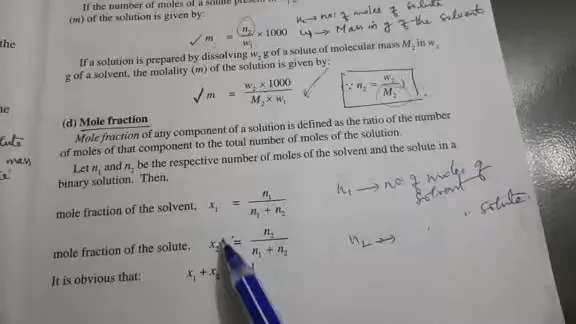 If the number of moles of solute present
(m) of the solution is given by:
n → no: of moles of solute
w₁ → Mass in g of the solvent
✓ m = n₂/w₁ × 1000
If a solution is prepared by dissolving w₂ g of a solute of molecular mass M₂ in w₁
g of a solvent, the molality (m) of the solution is given by:
✓ m = w₂ × 1000 / M₂ × w₁
∵ n₂ = w₂/M₂
(d) Mole fraction
Mole fraction of any component of a solution is defined as the ratio of the number
of moles of that component to the total number of moles of the solution.
Let n₁ and n₂ be the respective number of moles of the solvent and the solute in a
binary solution. Then,
mole fraction of the solvent, x₁ = n₁/n₁ + n₂
n₁ → no: of moles of solvent
mole fraction of the solute, x₂ = n₂/n₁ + n₂
n₂ → " " solute.
It is obvious that: x₁ + x₂
the
mass